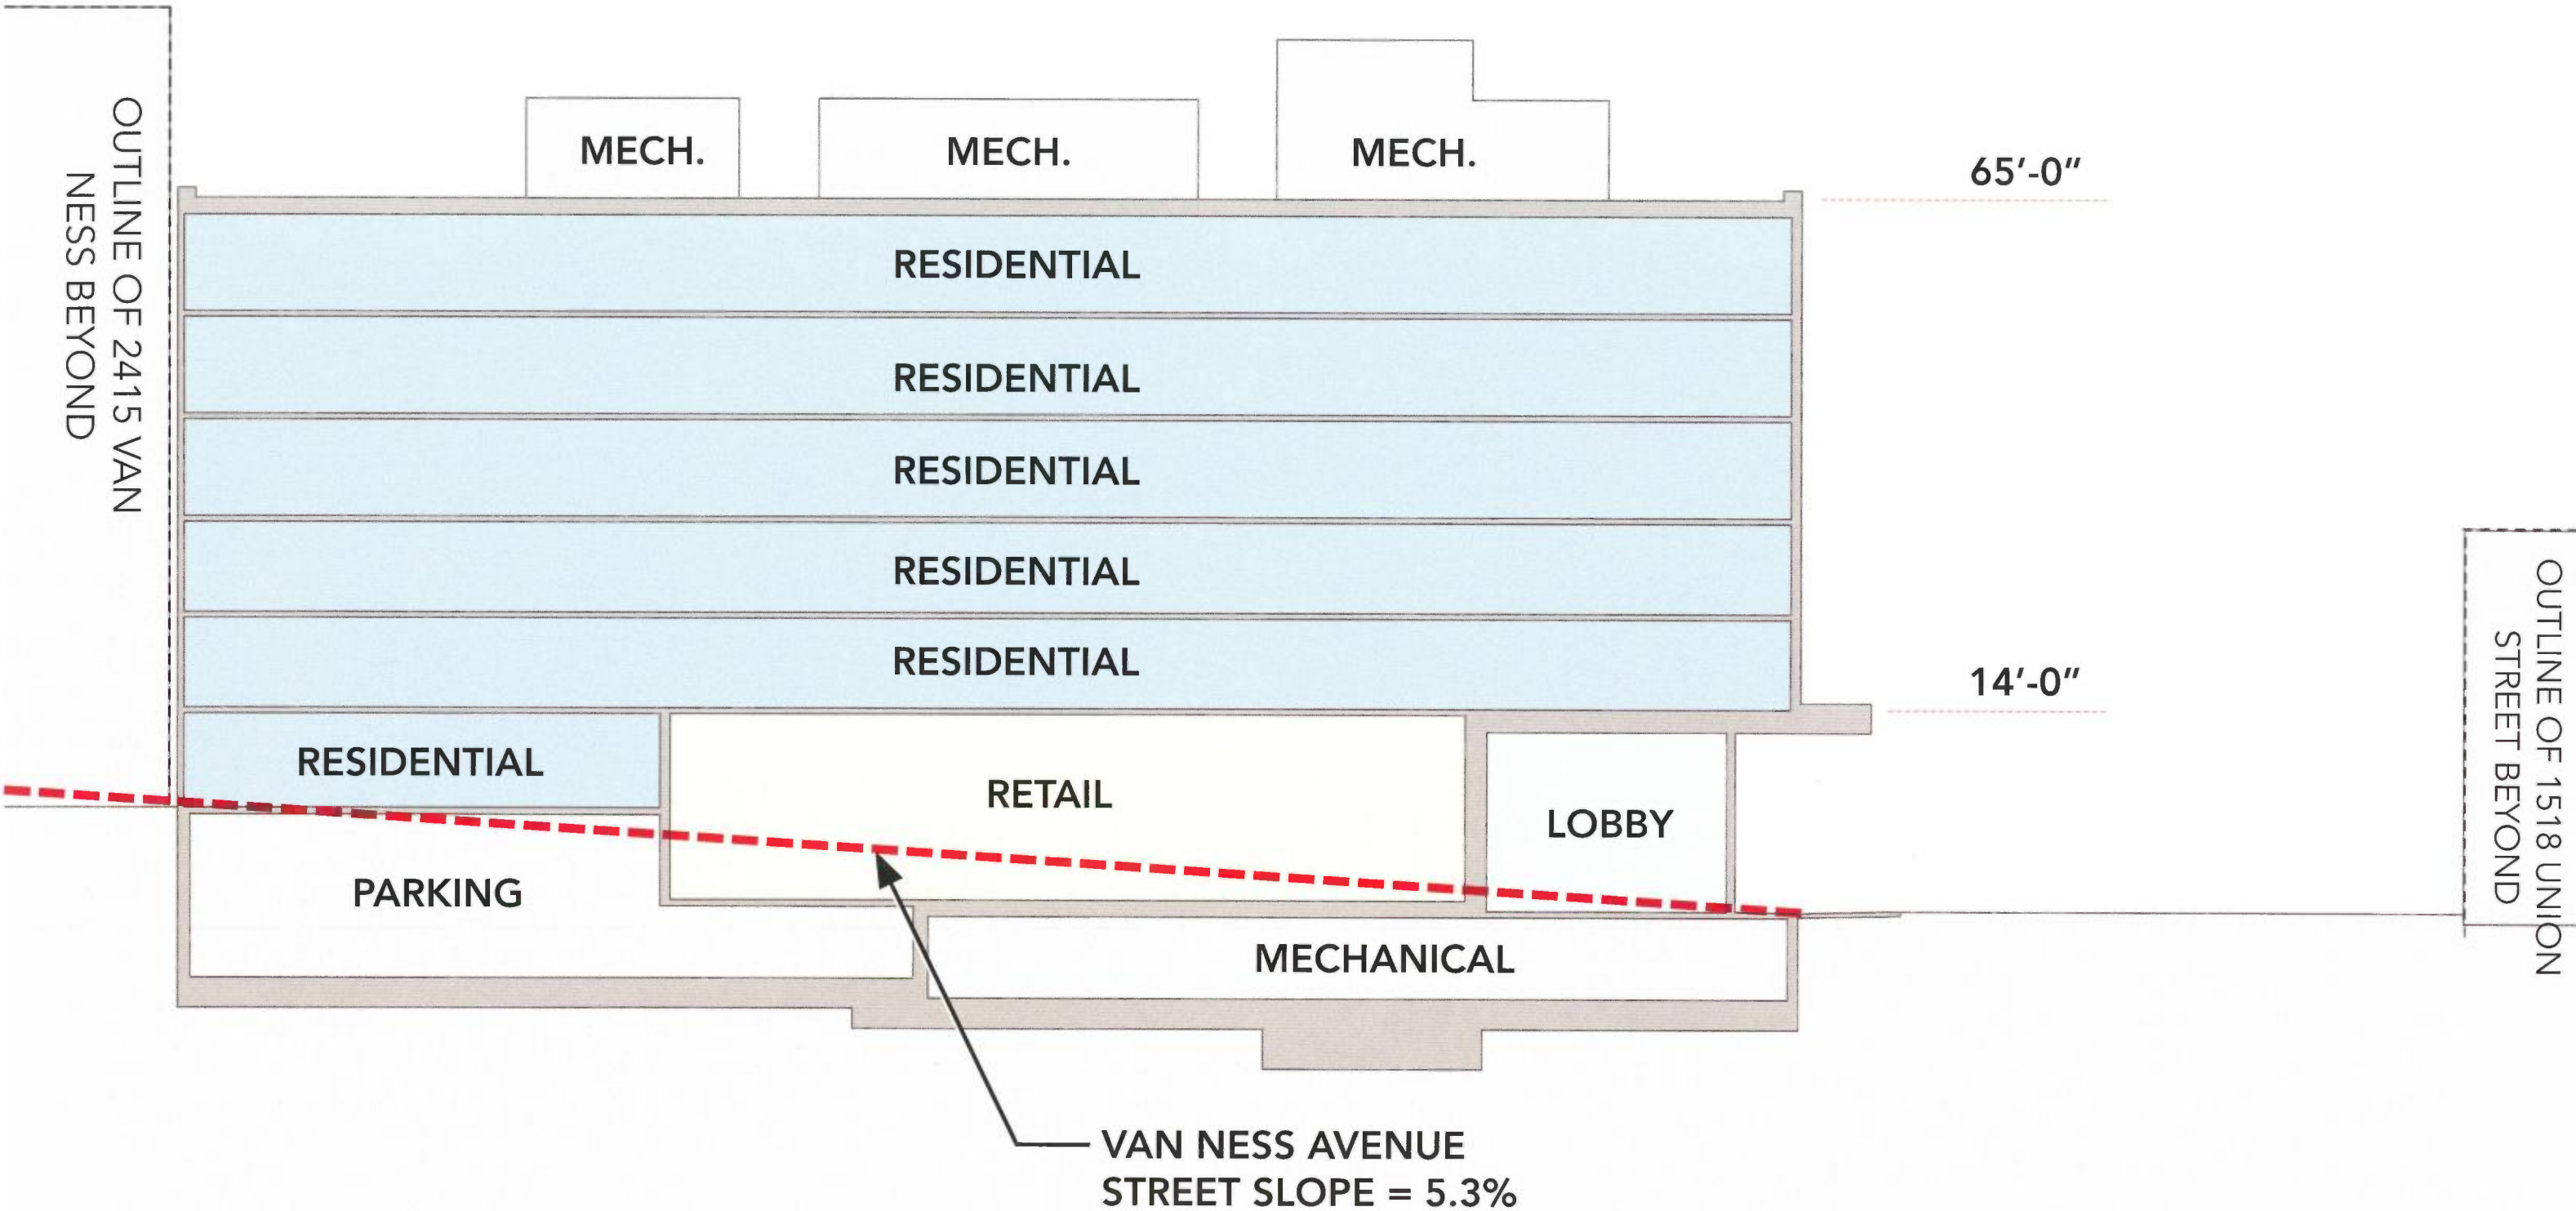 OUTLINE OF 2415 VAN
NESS BEYOND
MECH.
MECH.
MECH.
65'-0"
RESIDENTIAL
RESIDENTIAL
RESIDENTIAL
RESIDENTIAL
RESIDENTIAL
14'-0"
RESIDENTIAL
RETAIL
LOBBY
PARKING
MECHANICAL
OUTLINE OF 1518 UNION
STREET BEYOND
VAN NESS AVENUE
STREET SLOPE = 5.3%